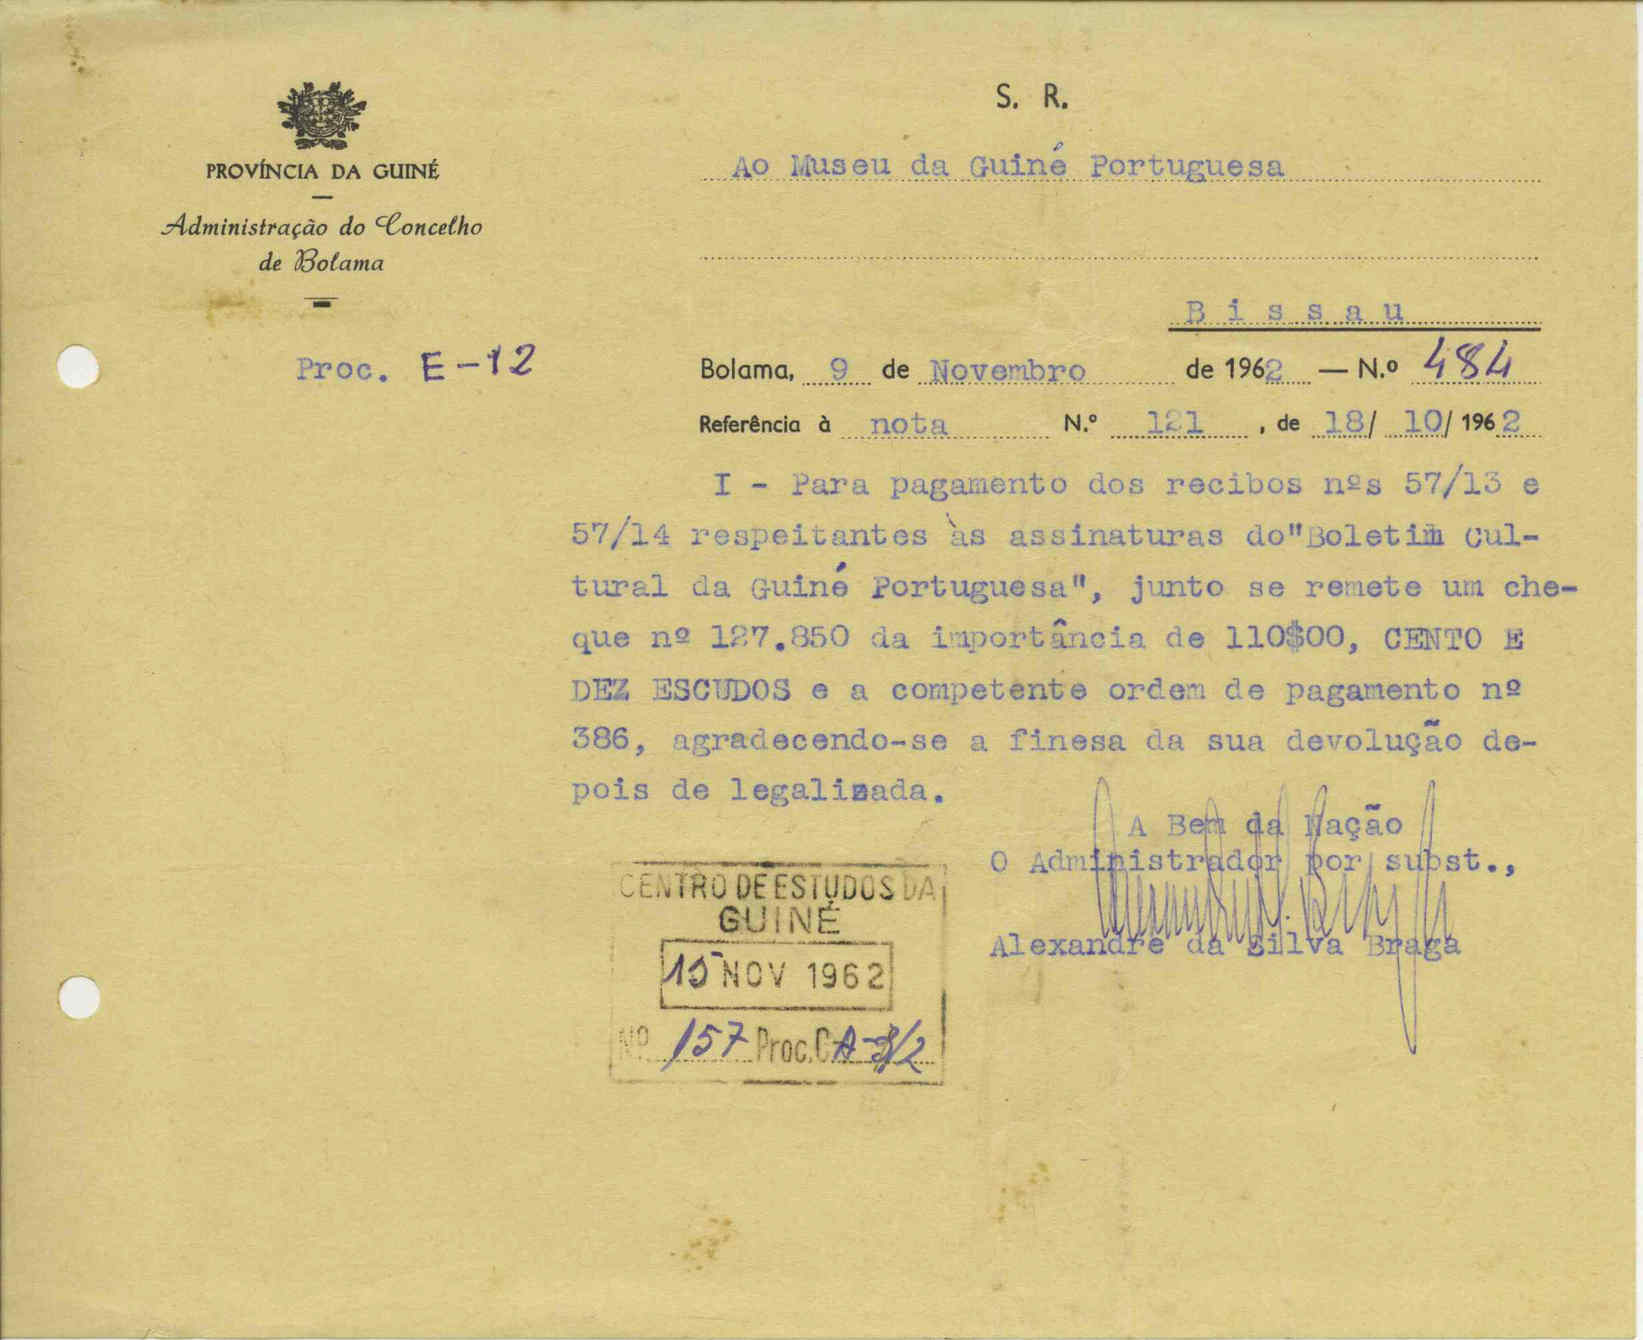 S. R.
PROVÍNCIA DA GUINÉ
Administração do Concelho
de Bolama
Ao Museu da Guiné Portuguesa
Bissau
Proc. E-12
Bolama, 9 de Novembro de 1962 — N.º 484
Referência à nota N.º 121, de 18/ 10/ 1962
I - Para pagamento dos recibos nºs 57/13 e
57/14 respeitantes às assinaturas do"Boletim Cul-
tural da Guiné Portuguesa", junto se remete um che-
que nº 127.850 da importância de 110$00, CENTO E
DEZ ESCUDOS e a competente ordem de pagamento nº
386, agradecendo-se a finesa da sua devolução de-
pois de legalizada.
A Bem da Nação
O Administrador por subst.,
Alexandre da Silva Braga
CENTRO DE ESTUDOS DA
GUINÉ
15 NOV 1962
Nº 157 Proc. CA-3/2